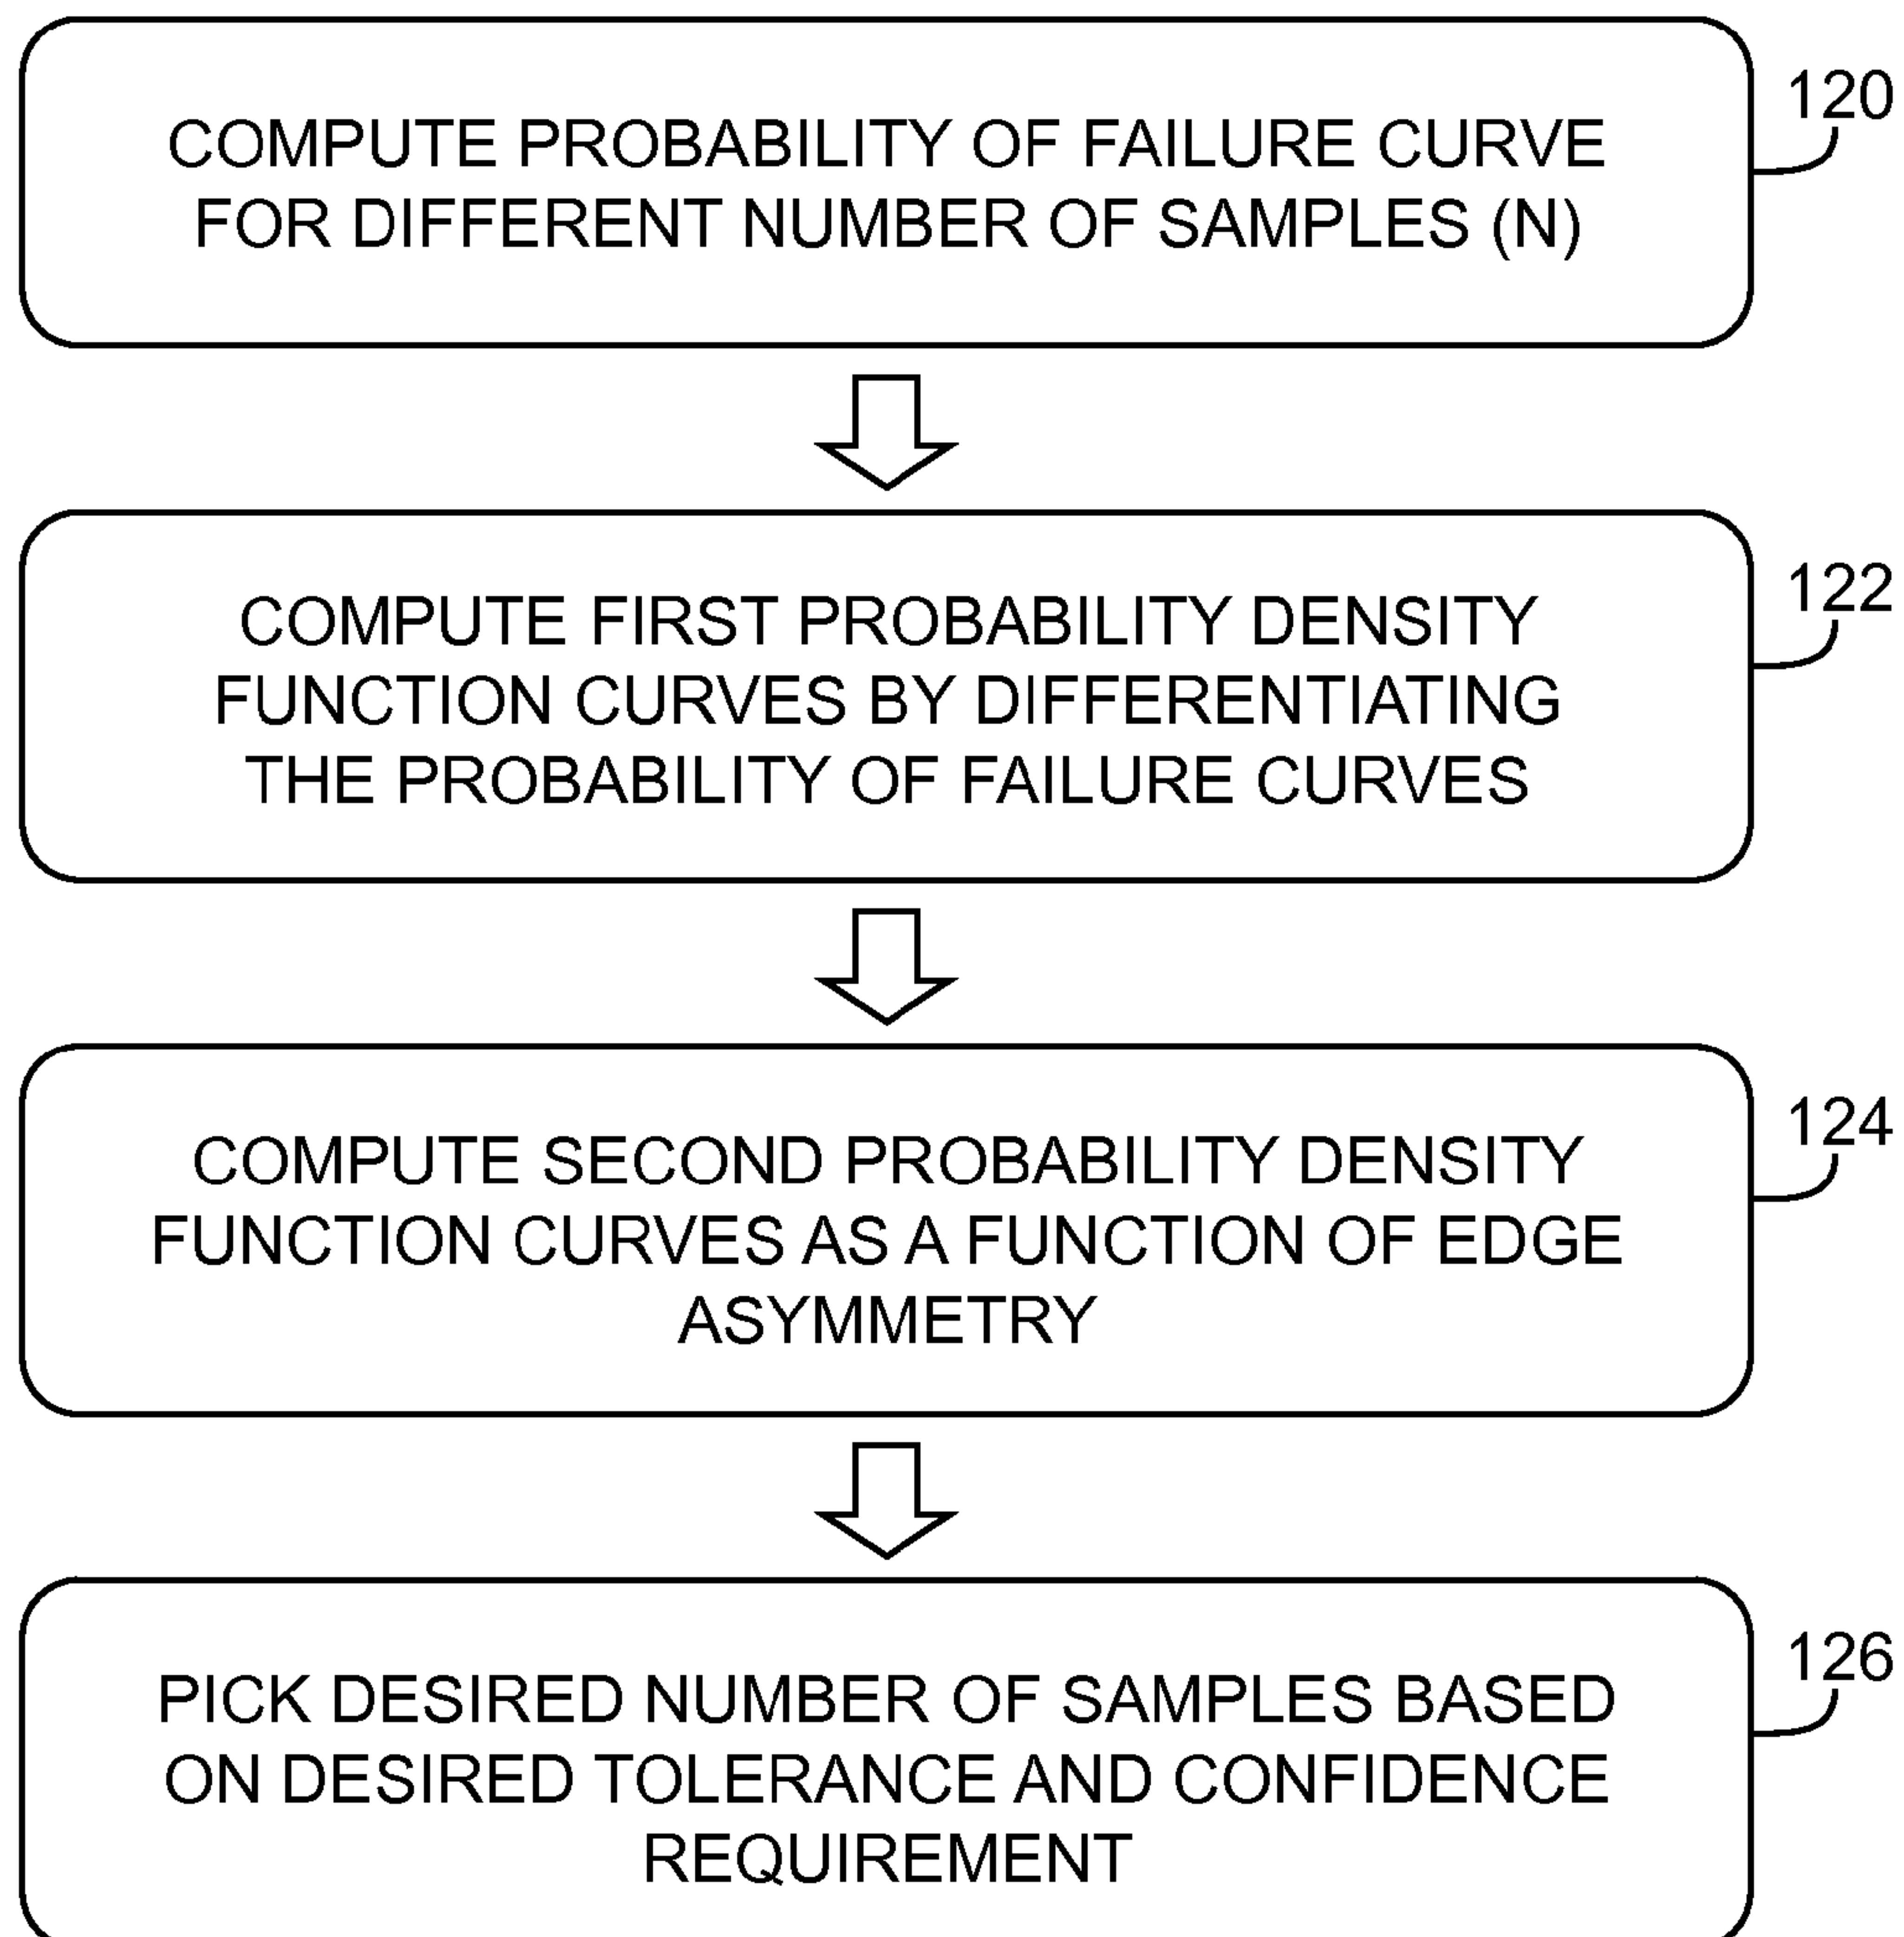 COMPUTE PROBABILITY OF FAILURE CURVE
FOR DIFFERENT NUMBER OF SAMPLES (N)
120
COMPUTE FIRST PROBABILITY DENSITY
FUNCTION CURVES BY DIFFERENTIATING
THE PROBABILITY OF FAILURE CURVES
122
COMPUTE SECOND PROBABILITY DENSITY
FUNCTION CURVES AS A FUNCTION OF EDGE
ASYMMETRY
124
PICK DESIRED NUMBER OF SAMPLES BASED
ON DESIRED TOLERANCE AND CONFIDENCE
REQUIREMENT
126